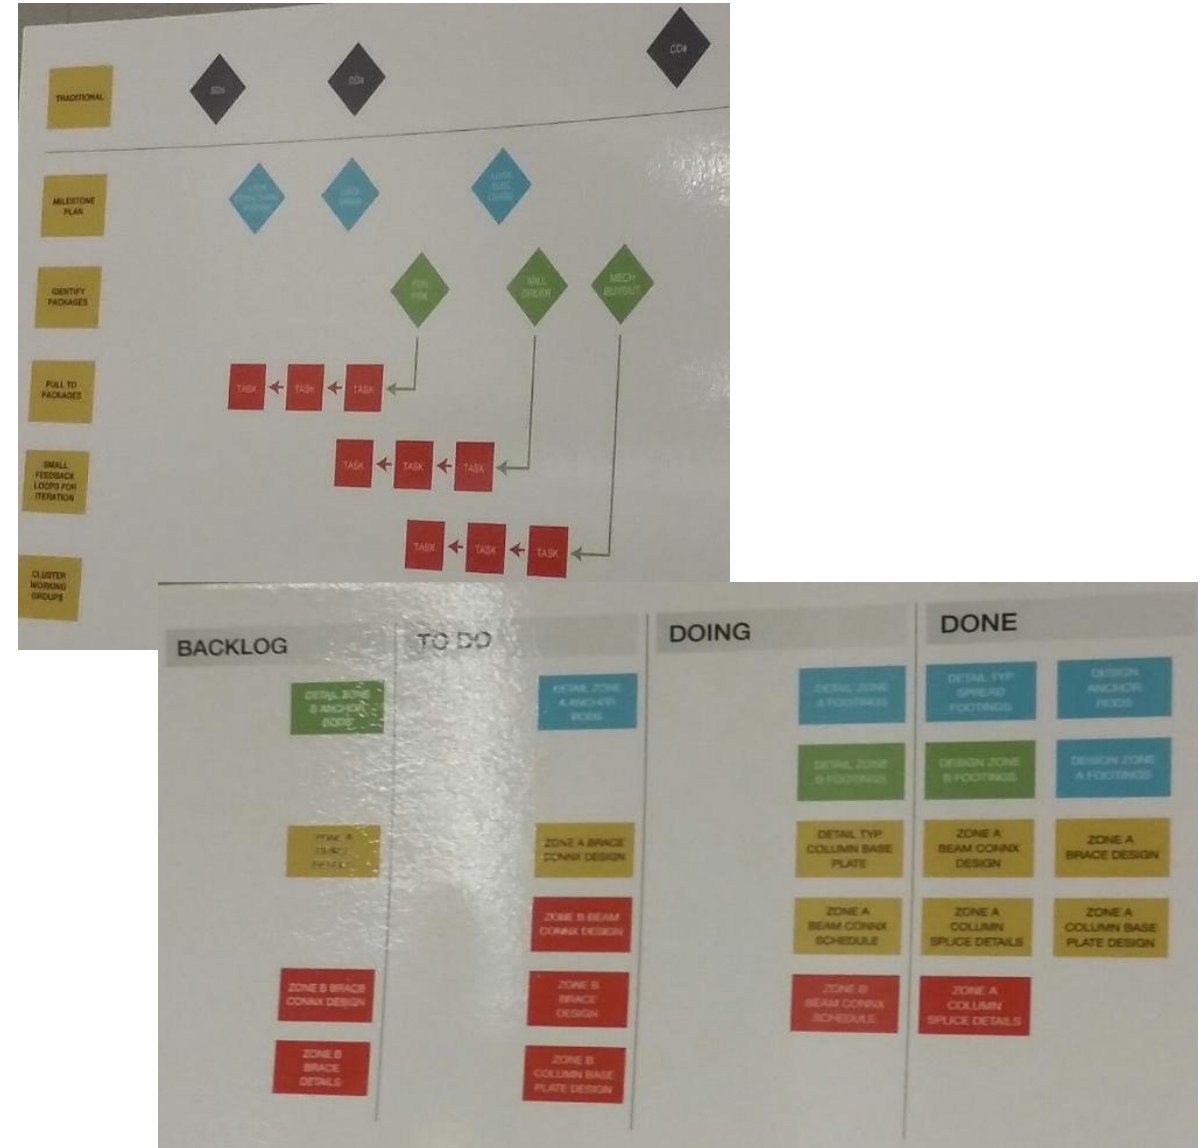 TRADITIONAL
SDs
DDs
CDs
MILESTONE
PLAN
LOCK
LOCK
LOCK
ELEC
LOADS
IDENTIFY
PACKAGES
MILL
ORDER
MECH
BUYOUT
PULL TO
PACKAGES
TASK
TASK
TASK
SMALL
FEEDBACK
LOOPS FOR
ITERATION
TASK
TASK
TASK
TASK
TASK
TASK
CLUSTER
WORKING
GROUPS
BACKLOG
TO DO
DOING
DONE
DETAIL ZONE
B ANCHOR
RODS
DETAIL ZONE
A ANCHOR
RODS
DETAIL ZONE
A FOOTINGS
DETAIL TYP
SPREAD
FOOTINGS
DESIGN
ANCHOR
RODS
DETAIL ZONE
B FOOTINGS
DESIGN ZONE
B FOOTINGS
DESIGN ZONE
A FOOTINGS
ZONE A
ZONE A BRACE
CONNX DESIGN
DETAIL TYP
COLUMN BASE
PLATE
ZONE A
BEAM CONNX
DESIGN
ZONE A
BRACE DESIGN
ZONE B BEAM
CONNX DESIGN
ZONE A
BEAM CONNX
SCHEDULE
ZONE A
COLUMN
SPLICE DETAILS
ZONE A
COLUMN BASE
PLATE DESIGN
ZONE B BRACE
CONNX DESIGN
ZONE B
BRACE
DESIGN
ZONE B
BEAM CONNX
SCHEDULE
ZONE A
COLUMN
SPLICE DETAILS
ZONE B
BRACE
DETAILS
ZONE B
COLUMN BASE
PLATE DESIGN